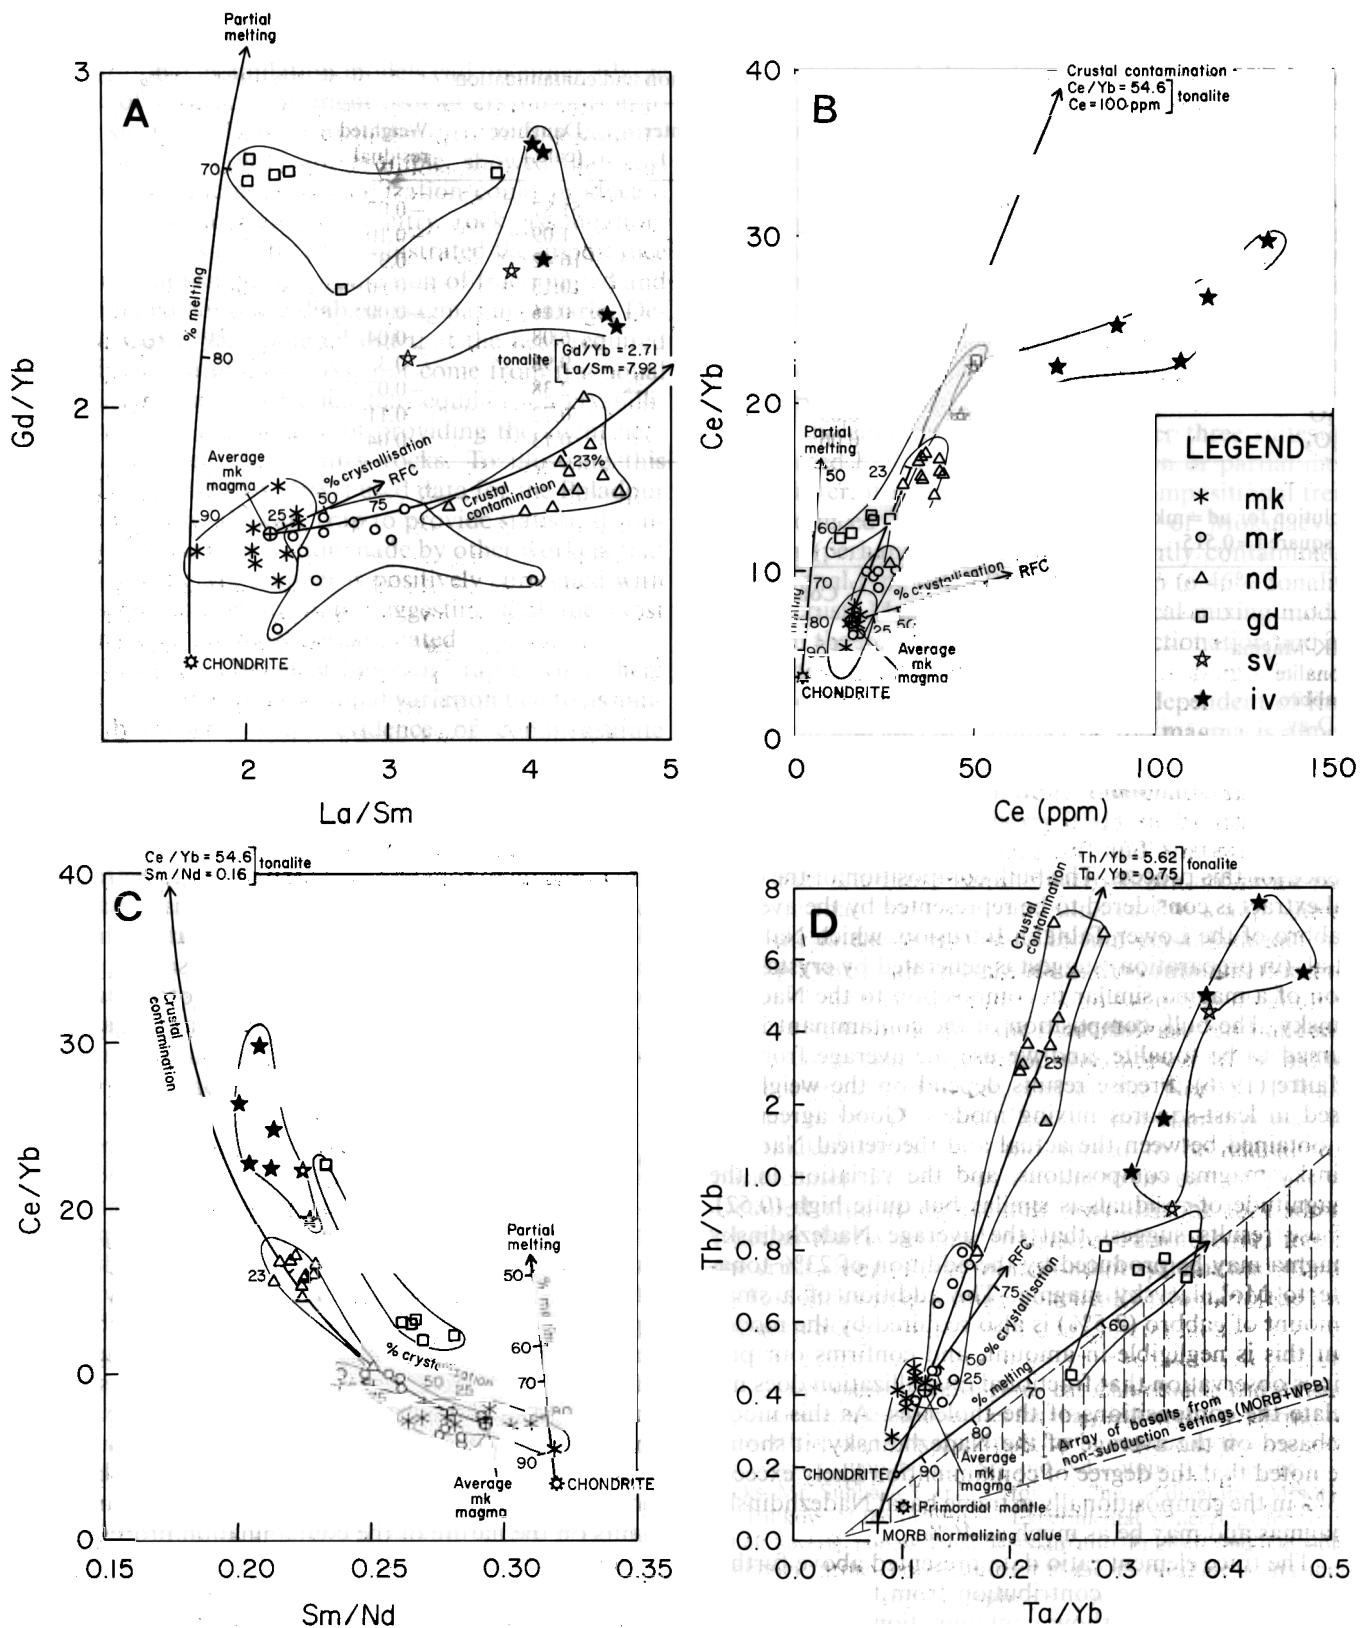 Partial
melting
3
A
70
% melting
80
Gd/Yb
2
tonalite
Gd/Yb = 2.71
La/Sm = 7.92
Average
mk
magma
% crystallisation
50
RFC
75
25
23%
Crustal
contamination
90
CHONDRITE
2
3
4
5
La/Sm
40
B
Crustal contamination
Ce/Yb = 54.6
Ce = 100 ppm
tonalite
30
Ce/Yb
20
Partial
melting
50
23
60
10
70
% crystallisation
RFC
80
25
50
90
Average
mk
magma
CHONDRITE
0
0
50
100
150
Ce (ppm)
LEGEND
mk
mr
nd
gd
sv
iv
Ce/Yb = 54.6
Sm/Nd = 0.16
tonalite
40
C
Crustal
contamination
30
Ce/Yb
20
23
Partial
melting
50
60
70
80
90
50
25
Average
mk
magma
CHONDRITE
0
0
0.15
0.20
0.25
0.30
0.35
Sm/Nd
Th/Yb = 5.62
Ta/Yb = 0.75
tonalite
8
D
Crustal
contamination
6
4
23
2
Th/Yb
1.0
0.8
RFC
75
% crystallisation
0.6
60
50
25
% melting
70
0.4
80
Array of basalts from
non-subduction settings (MORB+WPB)
90
Average
mk
magma
0.2
CHONDRITE
Primordial mantle
MORB normalizing value
0.0
0.0
0.1
0.2
0.3
0.4
0.5
Ta/Yb